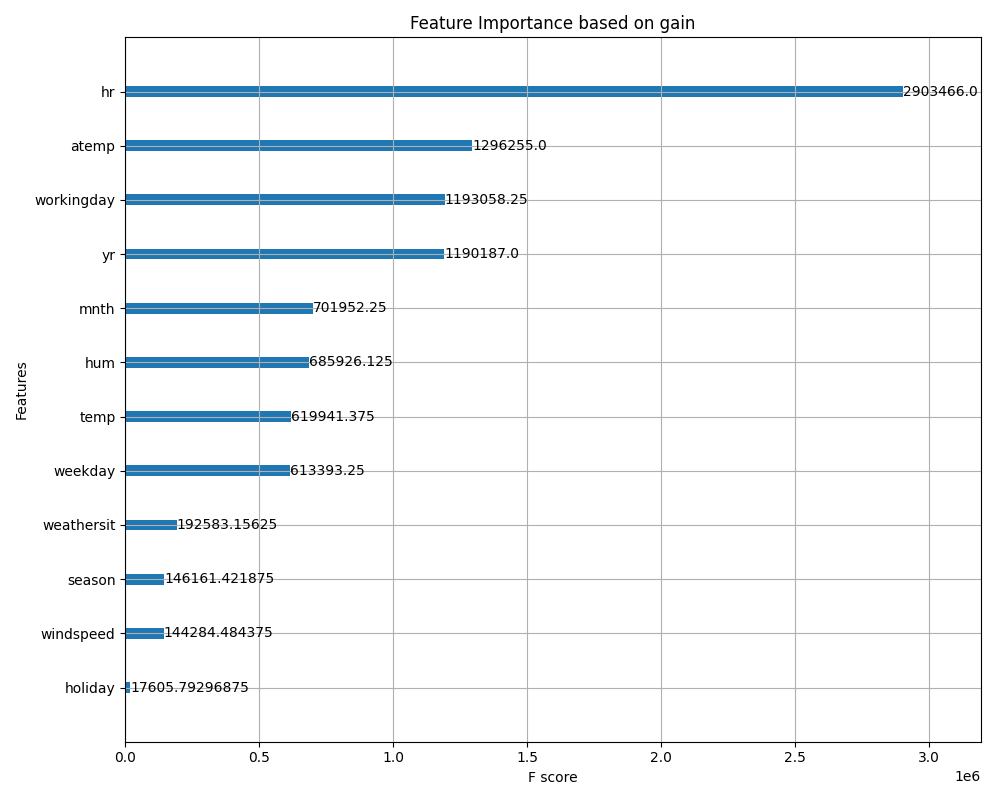 Feature Importance based on gain
hr 2903466.0
atemp 1296255.0
workingday 1193058.25
yr 1190187.0
mnth 701952.25
hum 685926.125
temp 619941.375
weekday 613393.25
weathersit 192583.15625
season 146161.421875
windspeed 144284.484375
holiday 17605.79296875
Features
0.0 0.5 1.0 1.5 2.0 2.5 3.0
1e6
F score